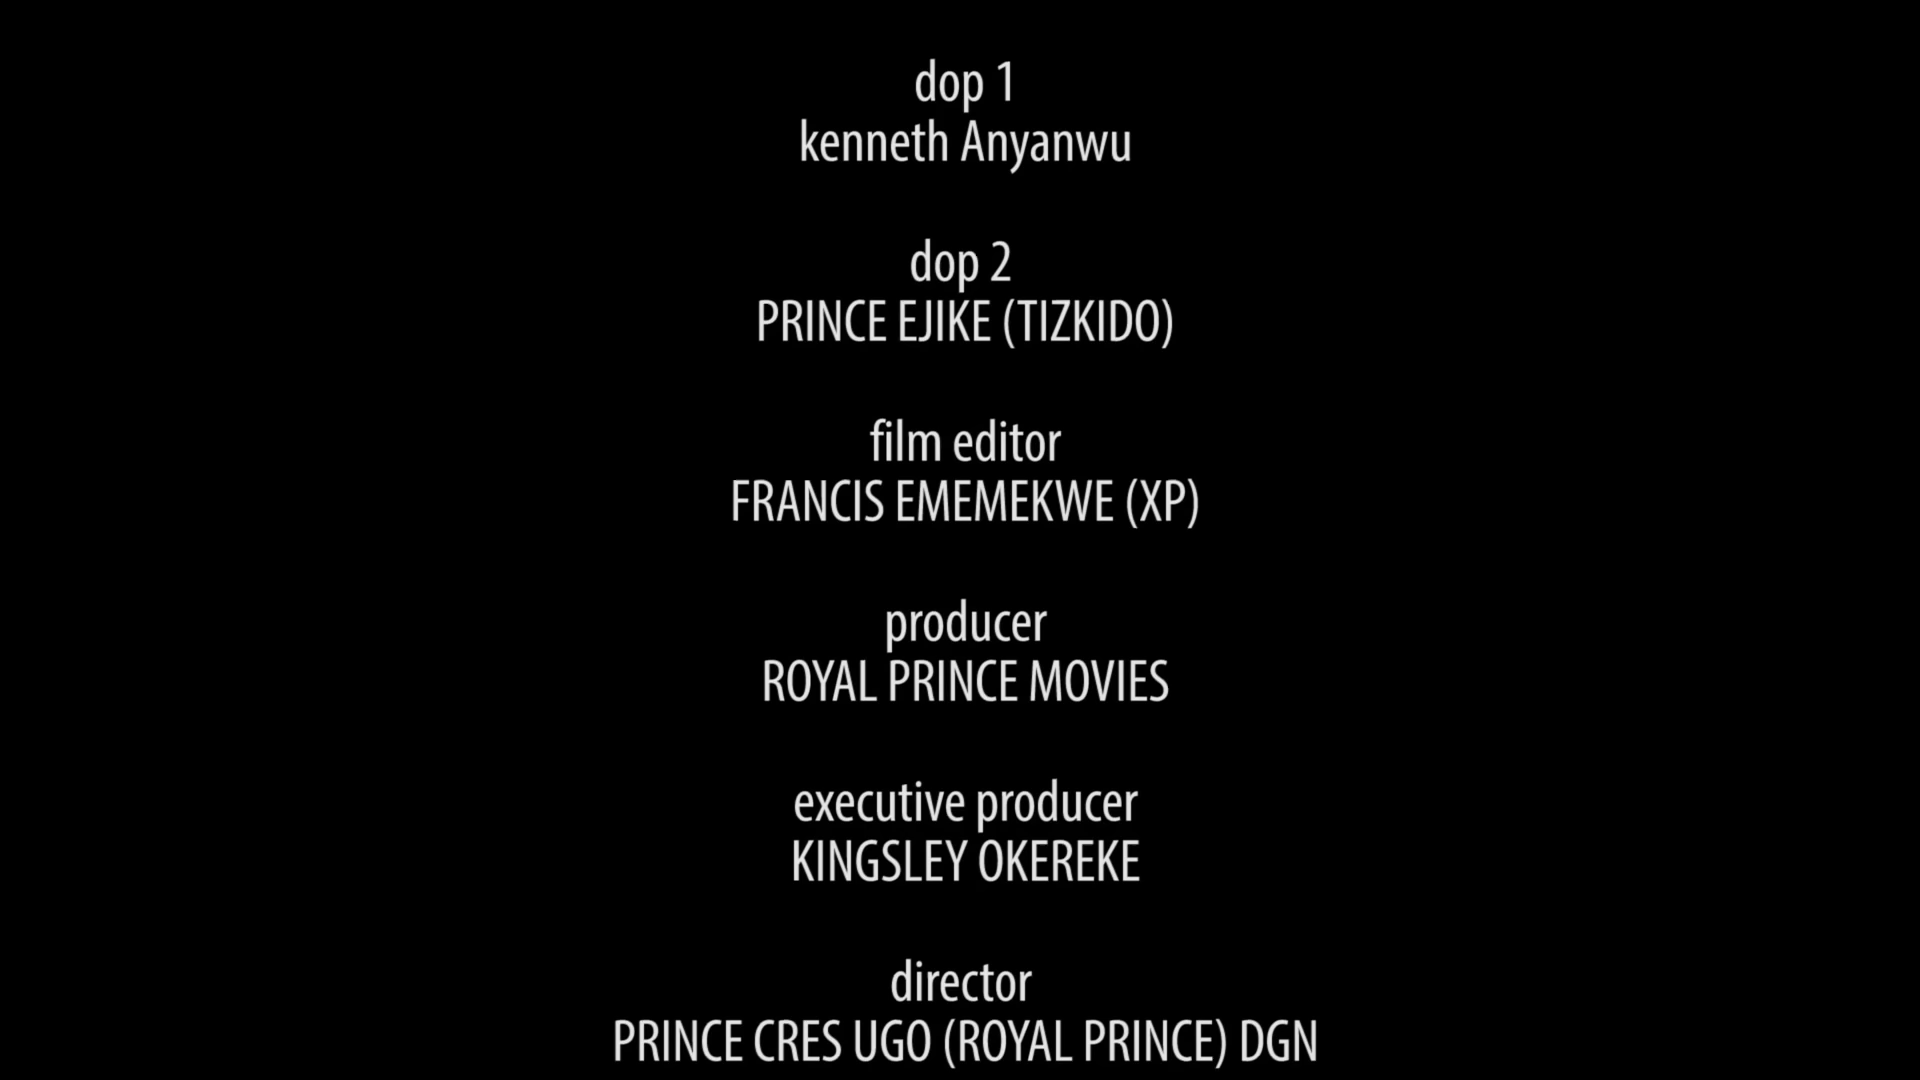 dop 1
kenneth Anyanwu
dop 2
PRINCE EJIKE (TIZKIDO)
film editor
FRANCIS EMEMEKWE (XP)
producer
ROYAL PRINCE MOVIES
executive producer
KINGSLEY OKEREKE
director
PRINCE CRES UGO (ROYAL PRINCE) DGN